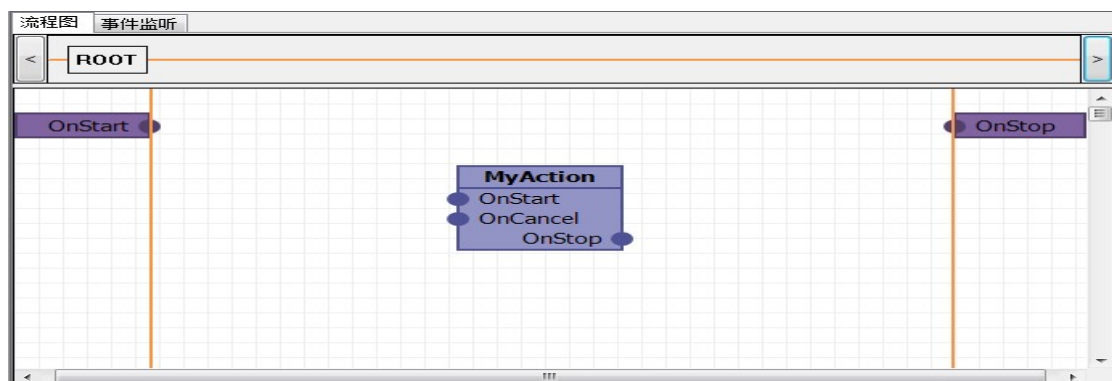 流程图 事件监听
< ROOT >
OnStart OnStop
MyAction
OnStart
OnCancel
OnStop